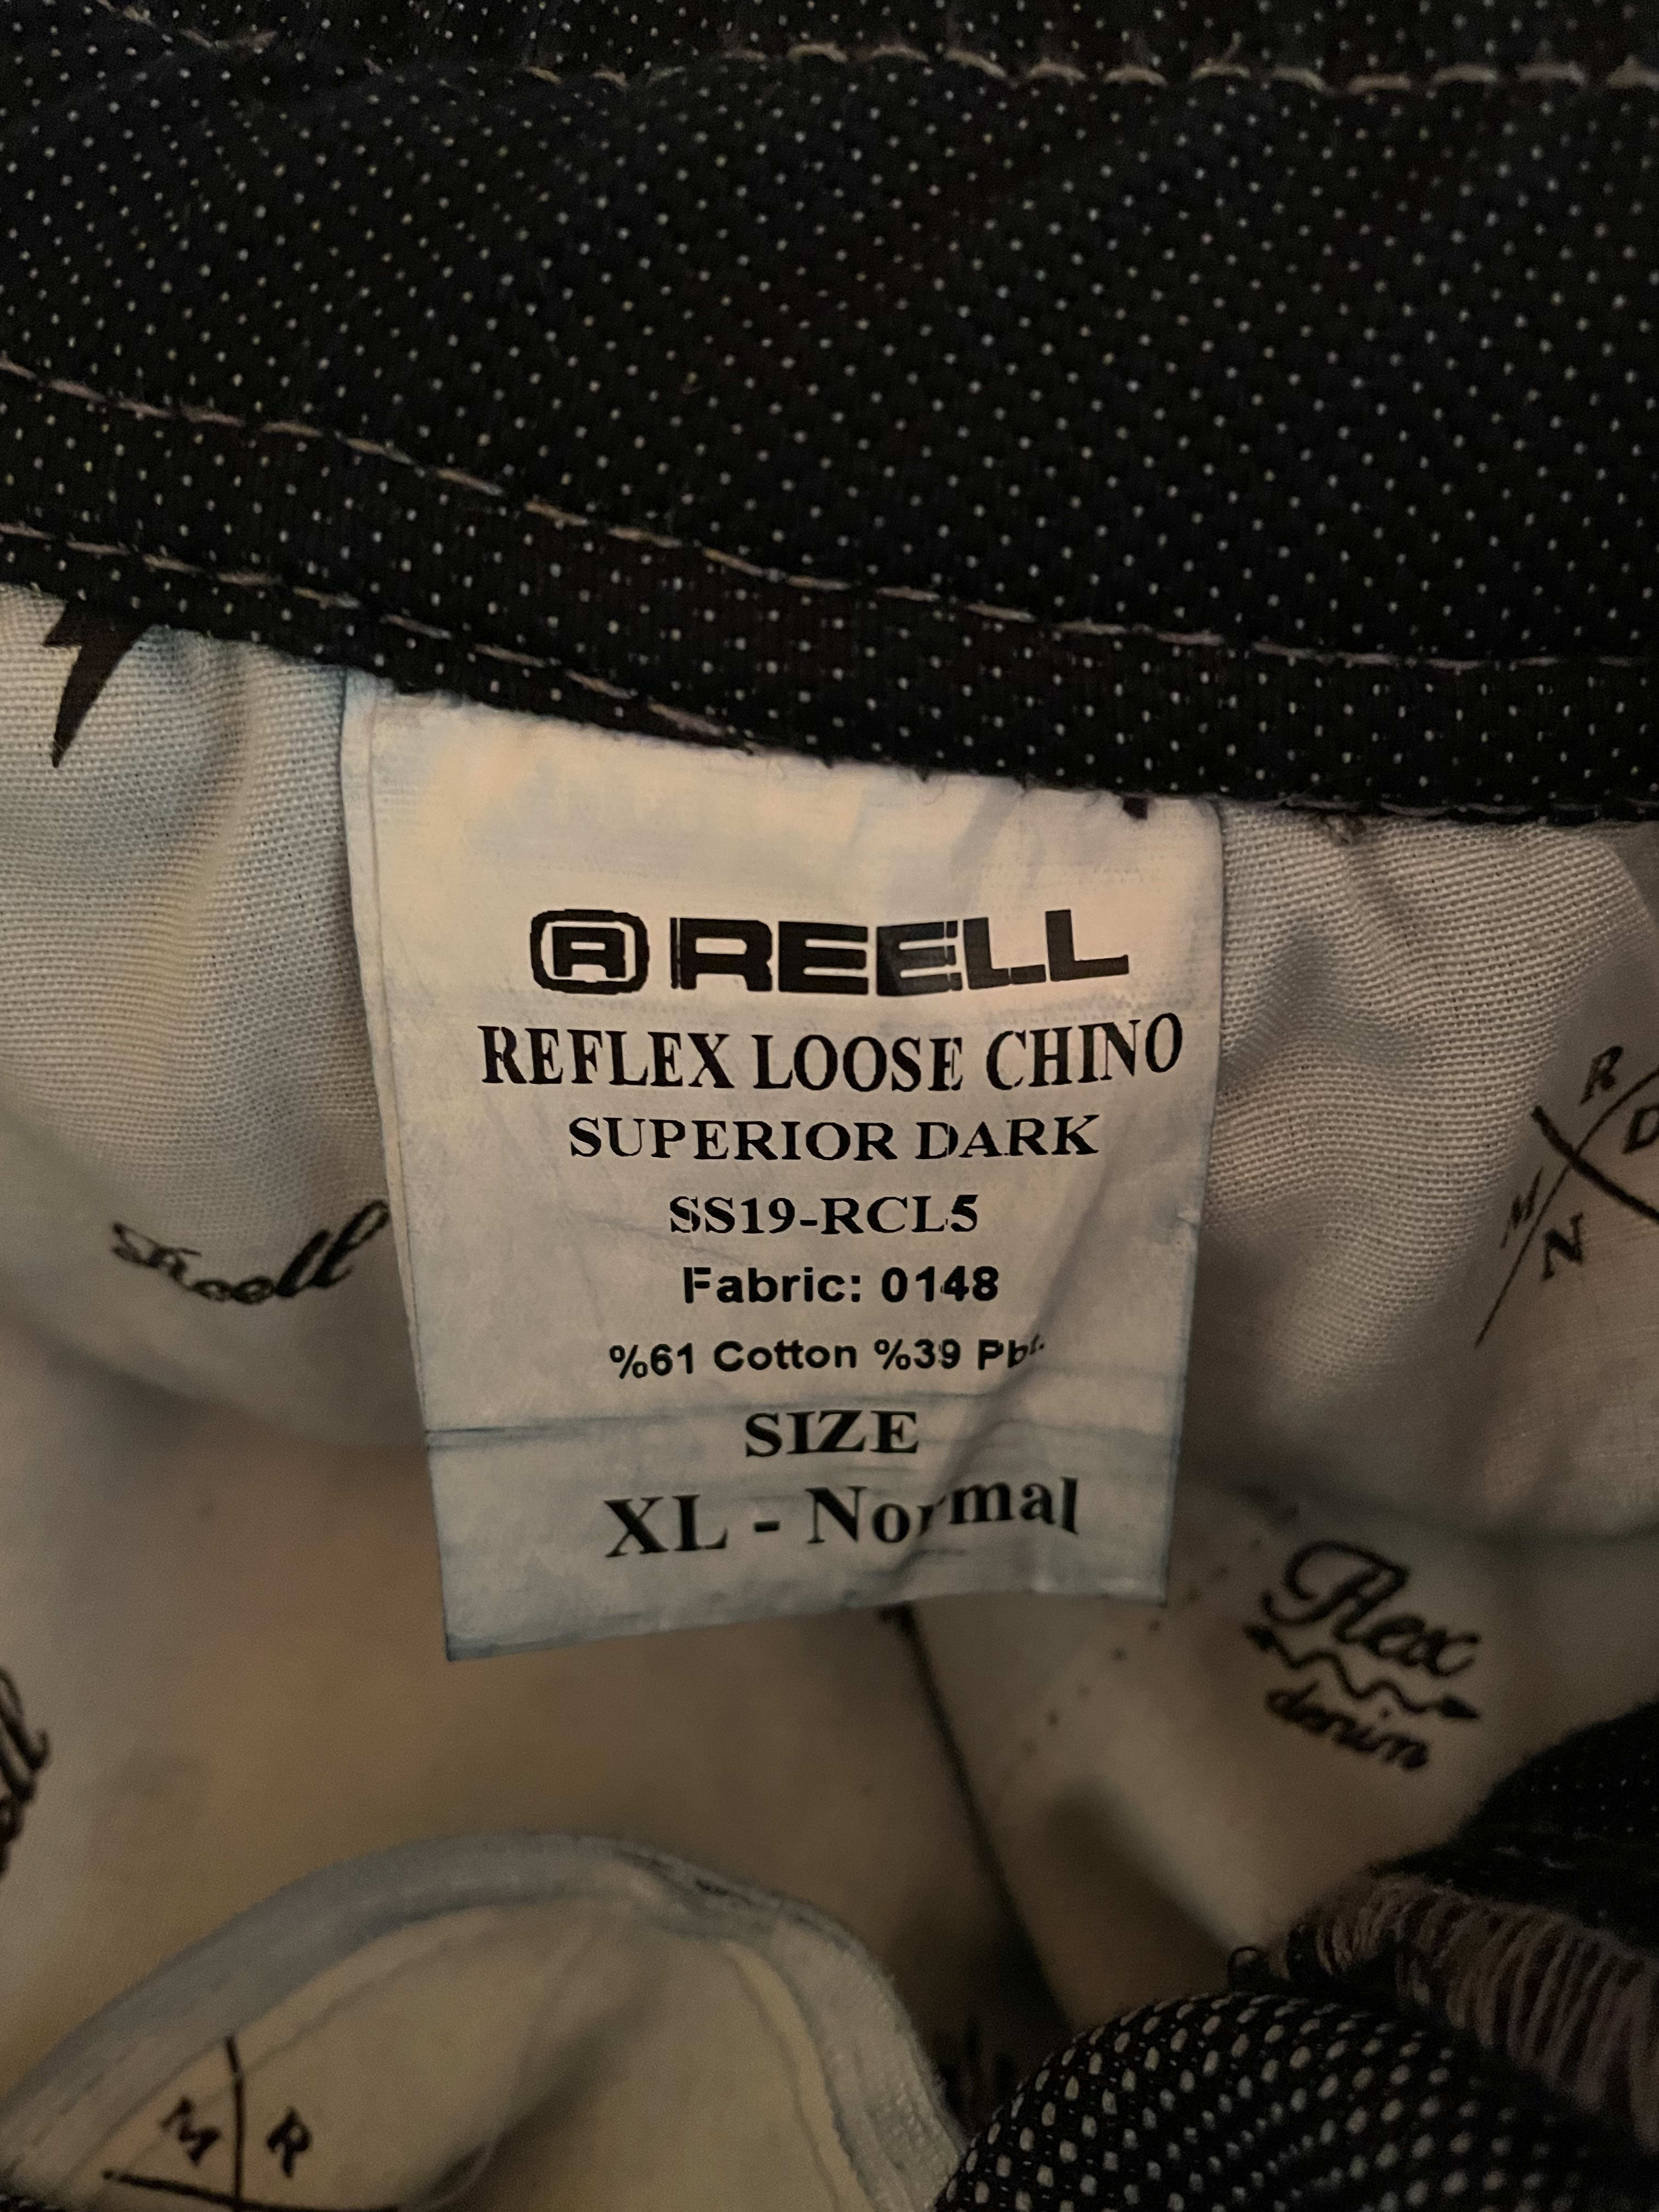 R REELL
REFLEX LOOSE CHINO
SUPERIOR DARK
SS19-RCL5
Fabric: 0148
%61 Cotton %39 Pbt.
SIZE
XL - Normal
Reell
R
D
M
N
Flex
denim
M R